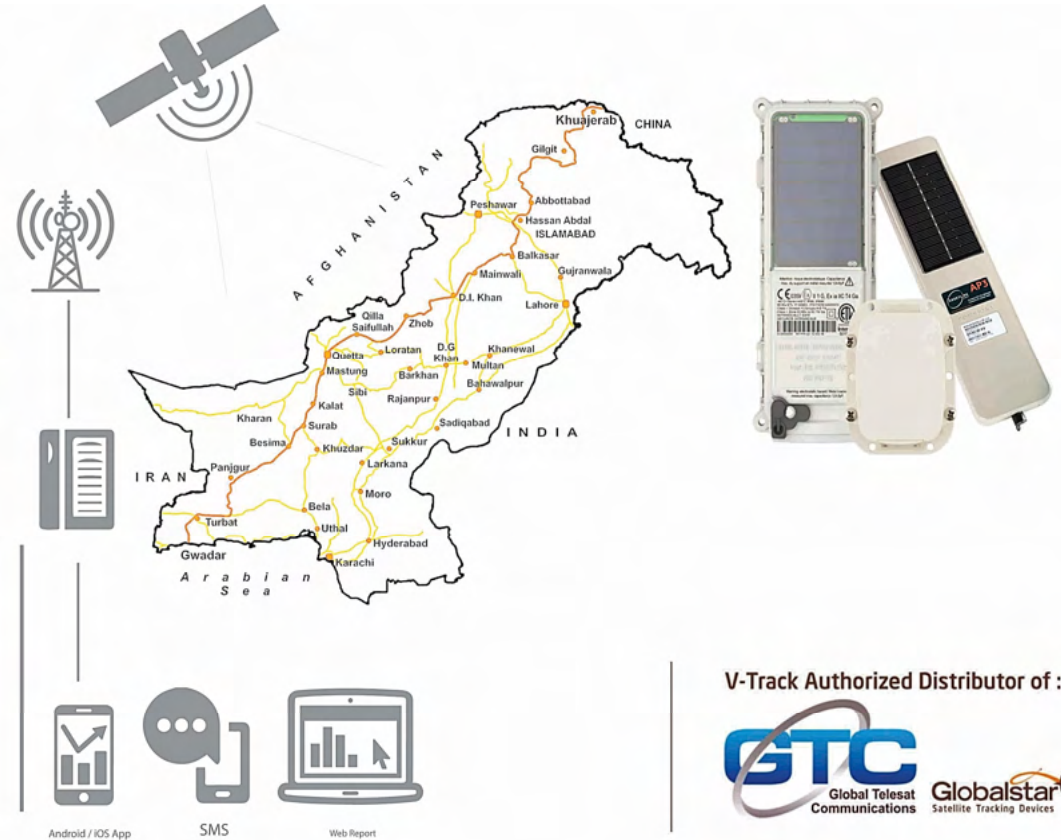 Khuajerab
CHINA
Gilgit
AFGHANISTAN
Abbottabad
Peshawar
Hassan Abdal
ISLAMABAD
Balkasar
Mainwali
Gujranwala
D.I. Khan
Lahore
Qilla
Saifullah
Zhob
D.G
Khan
Khanewal
Loratan
Quetta
Multan
Mastung
Barkhan
Bahawalpur
Sibi
Rajanpur
Kalat
Kharan
Surab
Sadiqabad
INDIA
Besima
Khuzdar
Sukkur
Larkana
IRAN
Panjgur
Moro
Bela
Turbat
Uthal
Hyderabad
Gwadar
Karachi
Arabian
Sea
AP3
V-Track Authorized Distributor of :
GTC
Global Telesat
Communications
Globalstar
Satellite Tracking Devices
Android / iOS App
SMS
Web Report